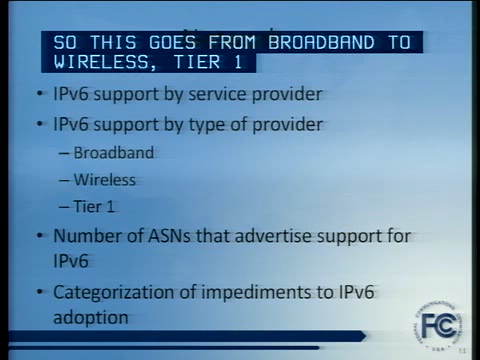 SO THIS GOES FROM BROADBAND TO
WIRELESS, TIER 1
• IPv6 support by service provider
• IPv6 support by type of provider
– Broadband
– Wireless
– Tier 1
• Number of ASNs that advertise support for
IPv6
• Categorization of impediments to IPv6
adoption
FCC
13